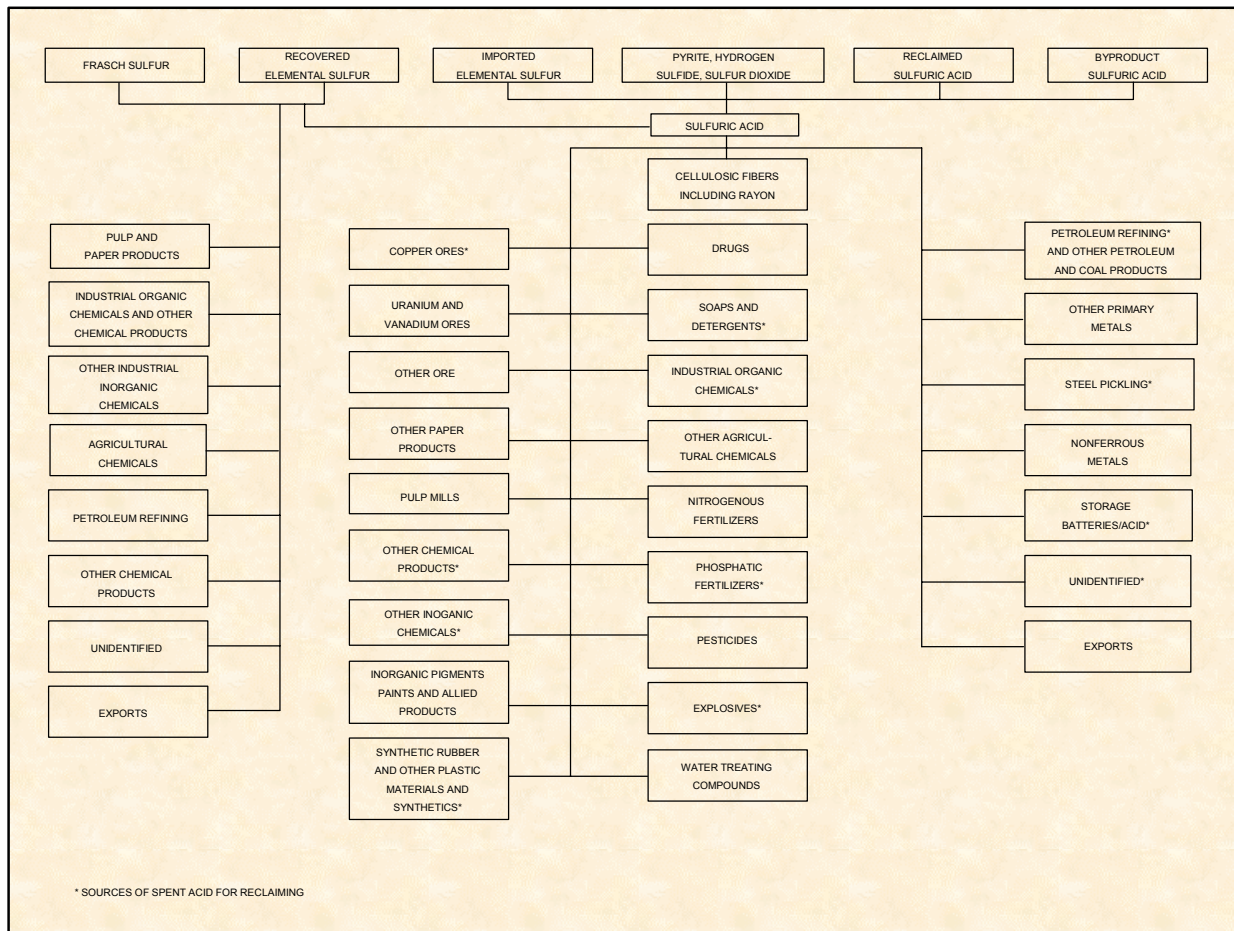 FRASCH SULFUR
RECOVERED
ELEMENTAL SULFUR
IMPORTED
ELEMENTAL SULFUR
PYRITE, HYDROGEN
SULFIDE, SULFUR DIOXIDE
RECLAIMED
SULFURIC ACID
BYPRODUCT
SULFURIC ACID
SULFURIC ACID
PULP AND
PAPER PRODUCTS
INDUSTRIAL ORGANIC
CHEMICALS AND OTHER
CHEMICAL PRODUCTS
OTHER INDUSTRIAL
INORGANIC
CHEMICALS
AGRICULTURAL
CHEMICALS
PETROLEUM REFINING
OTHER CHEMICAL
PRODUCTS
UNIDENTIFIED
EXPORTS
COPPER ORES*
URANIUM AND
VANADIUM ORES
OTHER ORE
OTHER PAPER
PRODUCTS
PULP MILLS
OTHER CHEMICAL
PRODUCTS*
OTHER INOGANIC
CHEMICALS*
INORGANIC PIGMENTS
PAINTS AND ALLIED
PRODUCTS
SYNTHETIC RUBBER
AND OTHER PLASTIC
MATERIALS AND
SYNTHETICS*
CELLULOSIC FIBERS
INCLUDING RAYON
DRUGS
SOAPS AND
DETERGENTS*
INDUSTRIAL ORGANIC
CHEMICALS*
OTHER AGRICUL-
TURAL CHEMICALS
NITROGENOUS
FERTILIZERS
PHOSPHATIC
FERTILIZERS*
PESTICIDES
EXPLOSIVES*
WATER TREATING
COMPOUNDS
PETROLEUM REFINING*
AND OTHER PETROLEUM
AND COAL PRODUCTS
OTHER PRIMARY
METALS
STEEL PICKLING*
NONFERROUS
METALS
STORAGE
BATTERIES/ACID*
UNIDENTIFIED*
EXPORTS
* SOURCES OF SPENT ACID FOR RECLAIMING